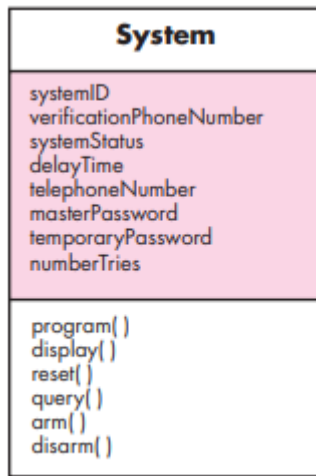 System
systemID
verificationPhoneNumber
systemStatus
delayTime
telephoneNumber
masterPassword
temporaryPassword
numberTries
program( )
display( )
reset( )
query( )
arm( )
disarm( )